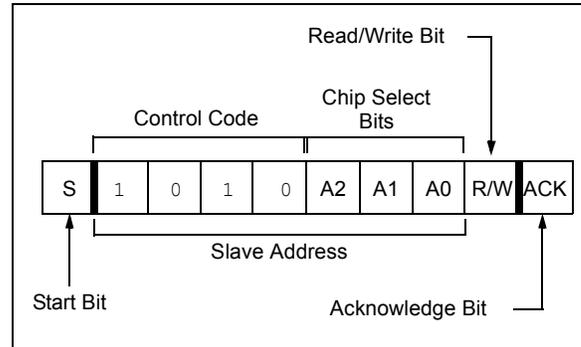 Read/Write Bit
Chip Select
Bits
Control Code
S 1 0 1 0 A2 A1 A0 R/W ACK
Slave Address
Start Bit
Acknowledge Bit